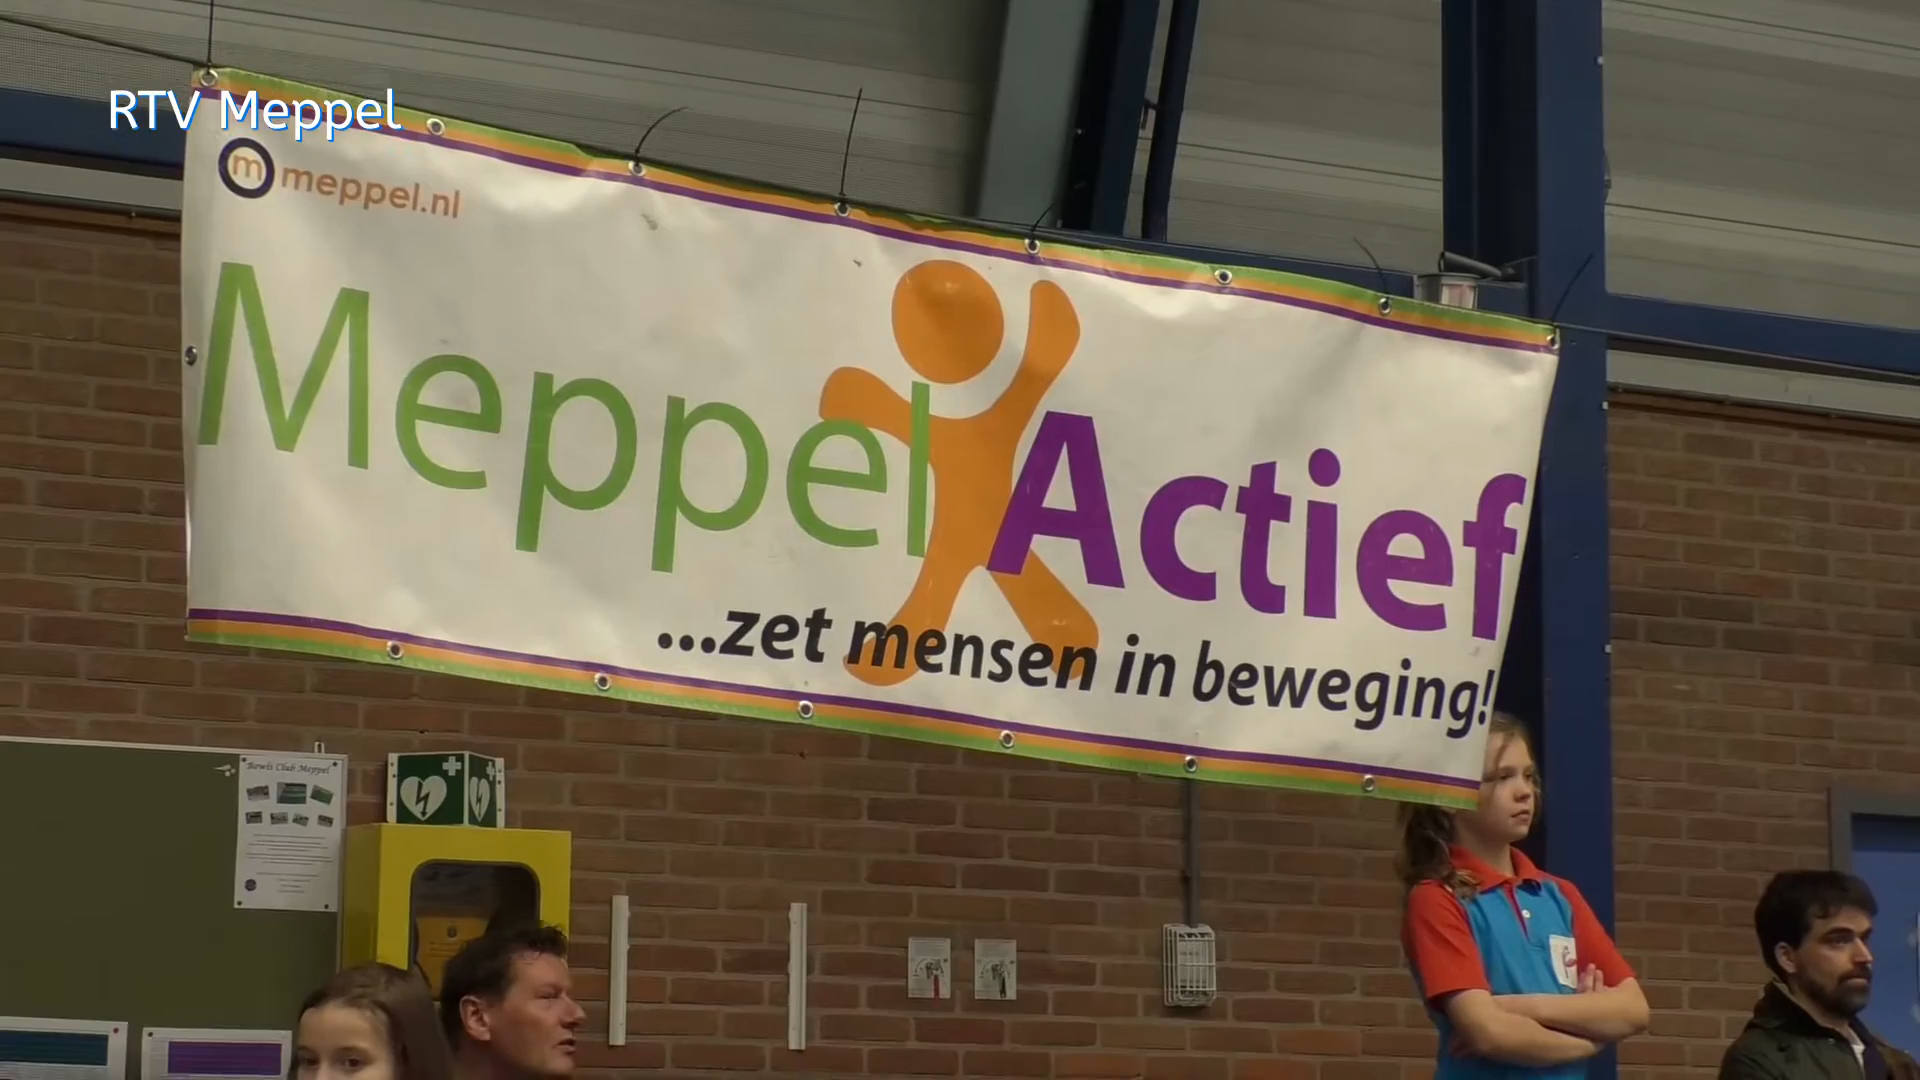 RTV Meppel
m meppel.nl
Meppel Actief
...zet mensen in beweging!
Bowls Club Meppel